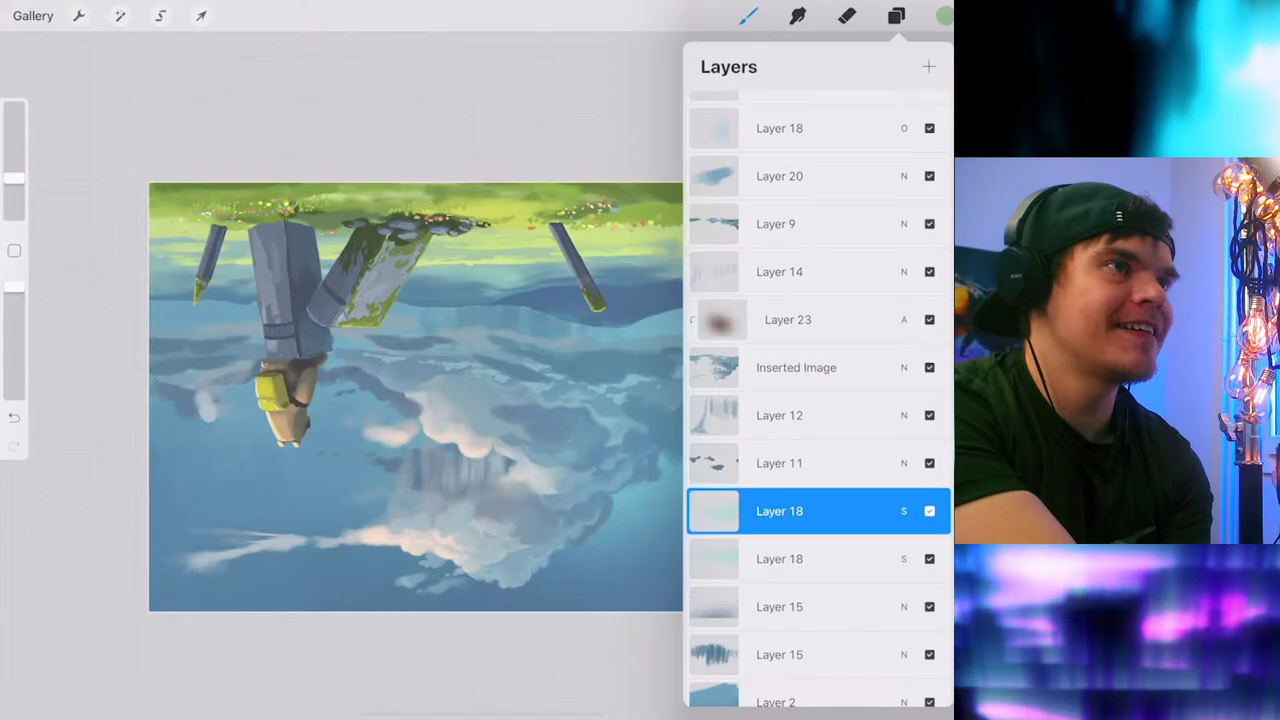 Gallery
Layers
Layer 18 O
Layer 20 N
Layer 9 N
Layer 14 N
Layer 23 A
Inserted Image N
Layer 12 N
Layer 11 N
Layer 18 S
Layer 18 S
Layer 15 N
Layer 15 N
Layer 2 N
SONY